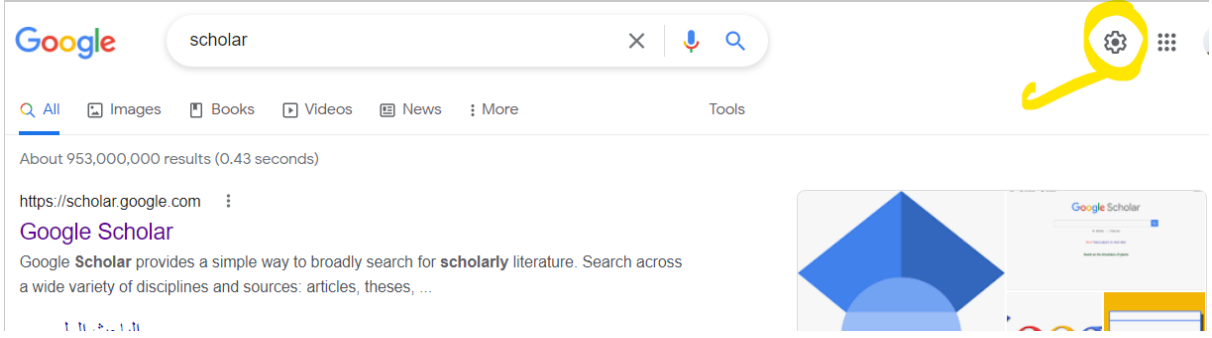 Google
scholar
All Images Books Videos News More Tools
About 953,000,000 results (0.43 seconds)
https://scholar.google.com
Google Scholar
Google Scholar provides a simple way to broadly search for scholarly literature. Search across
a wide variety of disciplines and sources: articles, theses, ...
Google Scholar